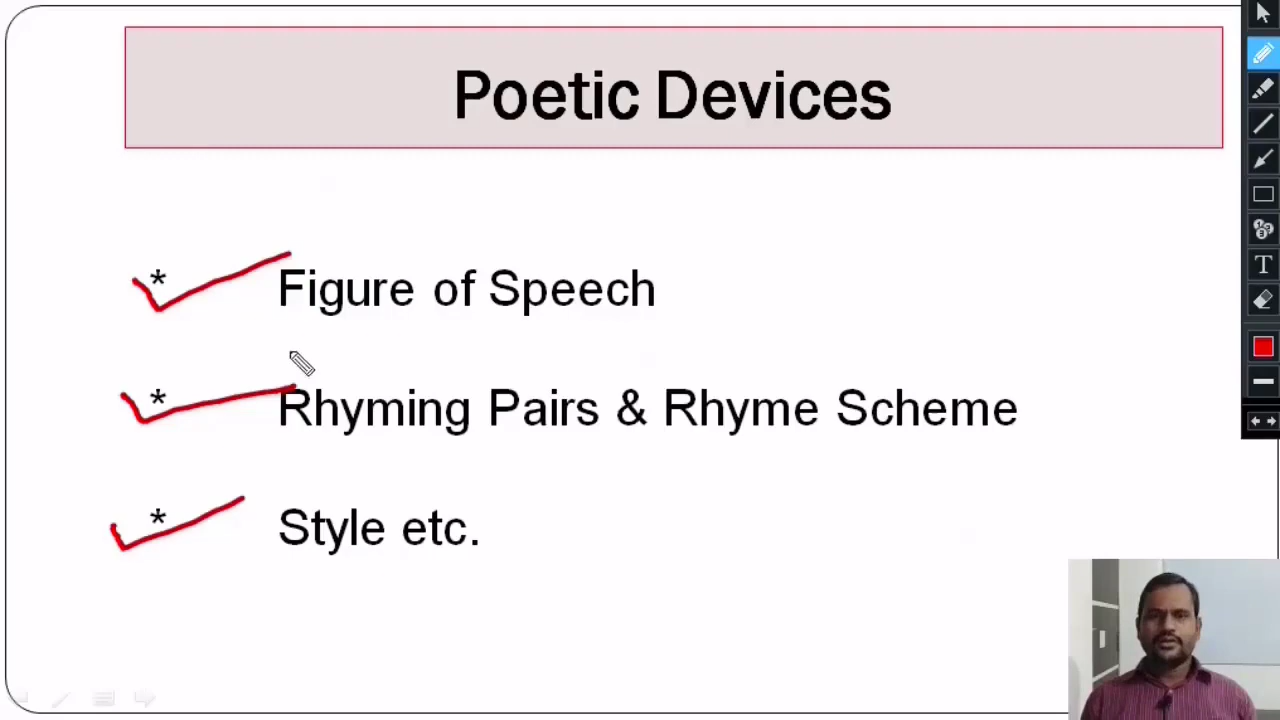 Poetic Devices
* Figure of Speech
* Rhyming Pairs & Rhyme Scheme
* Style etc.
T